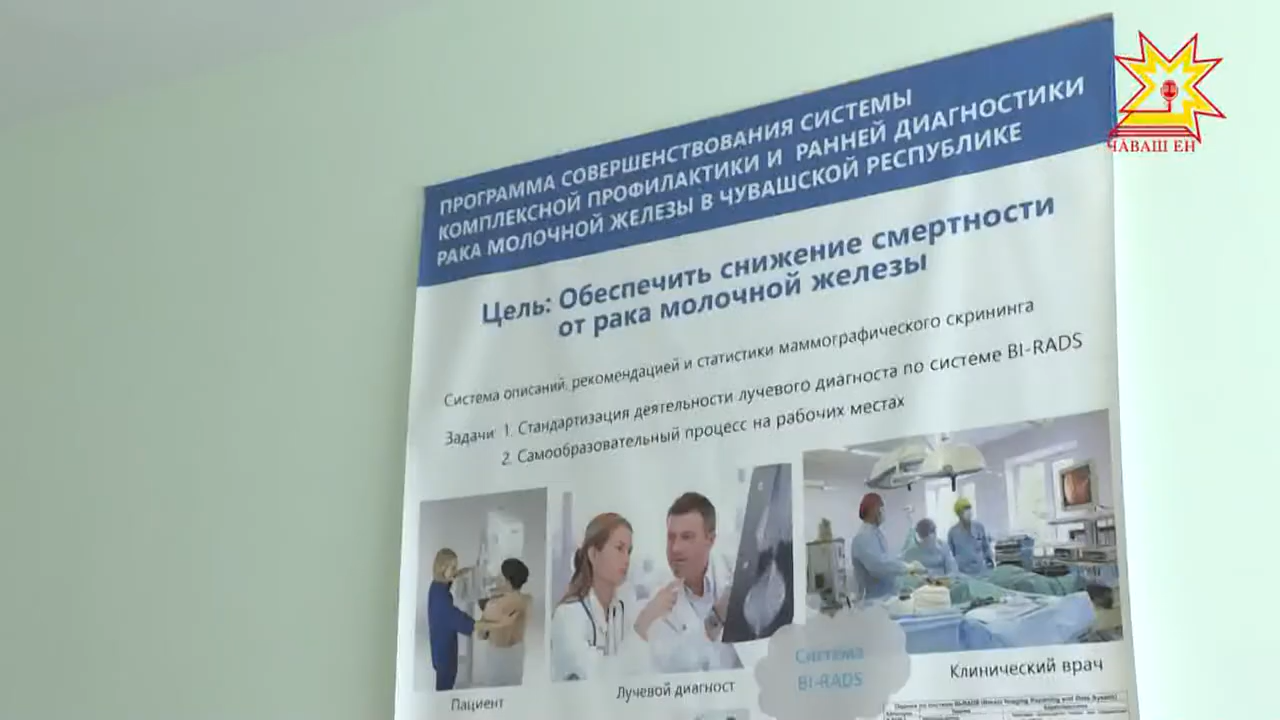 ПРОГРАММА СОВЕРШЕНСТВОВАНИЯ СИСТЕМЫ
КОМПЛЕКСНОЙ ПРОФИЛАКТИКИ И РАННЕЙ ДИАГНОСТИКИ
РАКА МОЛОЧНОЙ ЖЕЛЕЗЫ В ЧУВАШСКОЙ РЕСПУБЛИКЕ
ЧӐВАШ ЕН
Цель: Обеспечить снижение смертности
от рака молочной железы
Система описаний, рекомендацией и статистики маммографического скрининга
Задачи: 1. Стандартизация деятельности лучевого диагноста по системе BI-RADS
2. Самообразовательный процесс на рабочих местах
Система
BI-RADS
Пациент
Лучевой диагност
Клинический врач